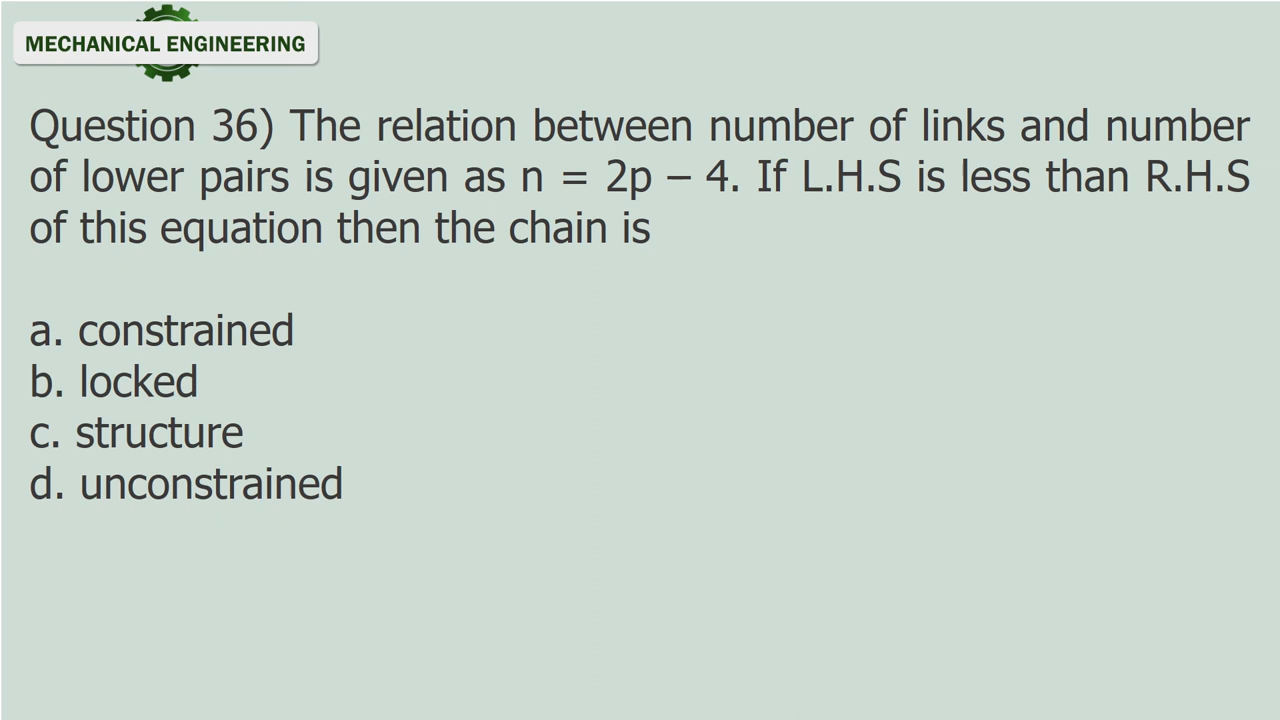 MECHANICAL ENGINEERING
Question 36) The relation between number of links and number
of lower pairs is given as n = 2p – 4. If L.H.S is less than R.H.S
of this equation then the chain is
a. constrained
b. locked
c. structure
d. unconstrained